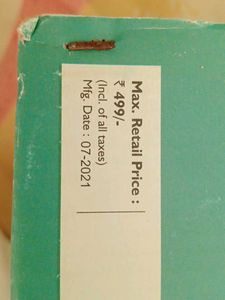 Max. Retail Price :
₹ 499/-
(Incl. of all taxes)
Mfg. Date : 07-2021